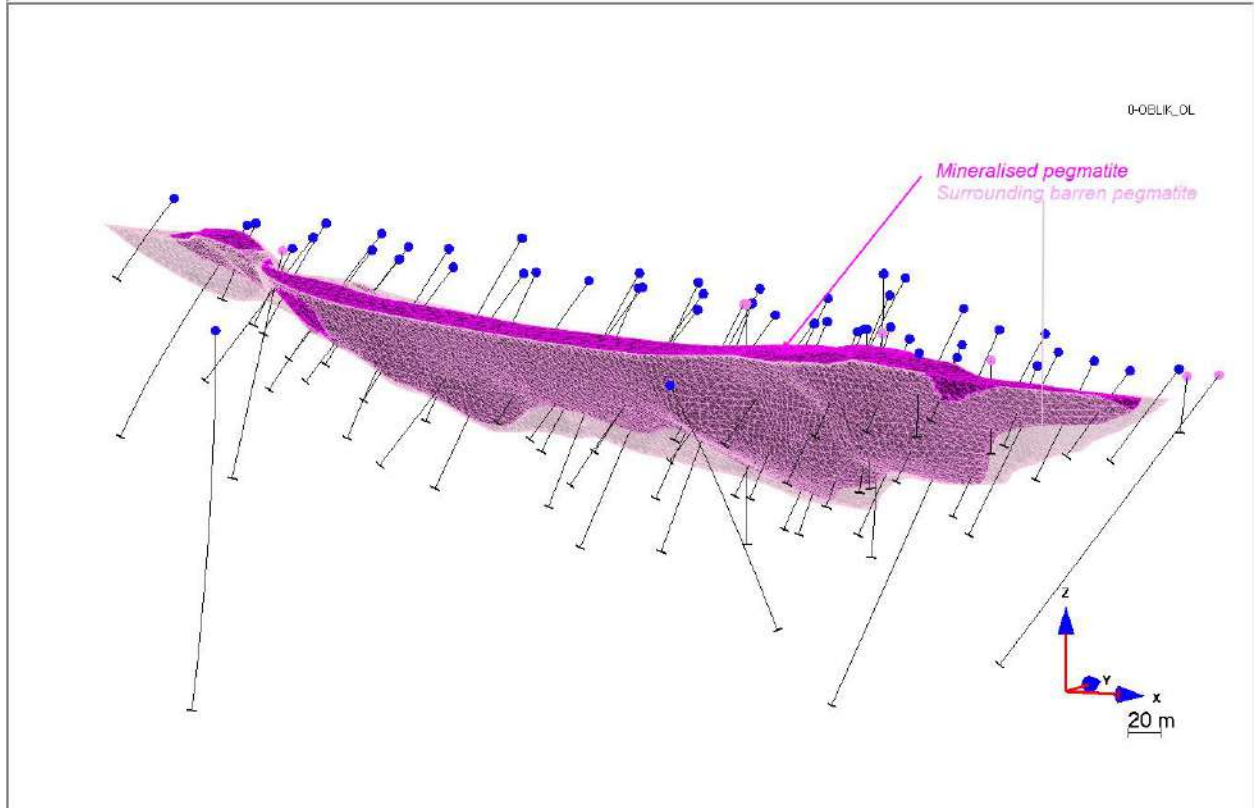 0-OBLIK_OL
Mineralised pegmatite
Surrounding barren pegmatite
Z
Y
X
20 m